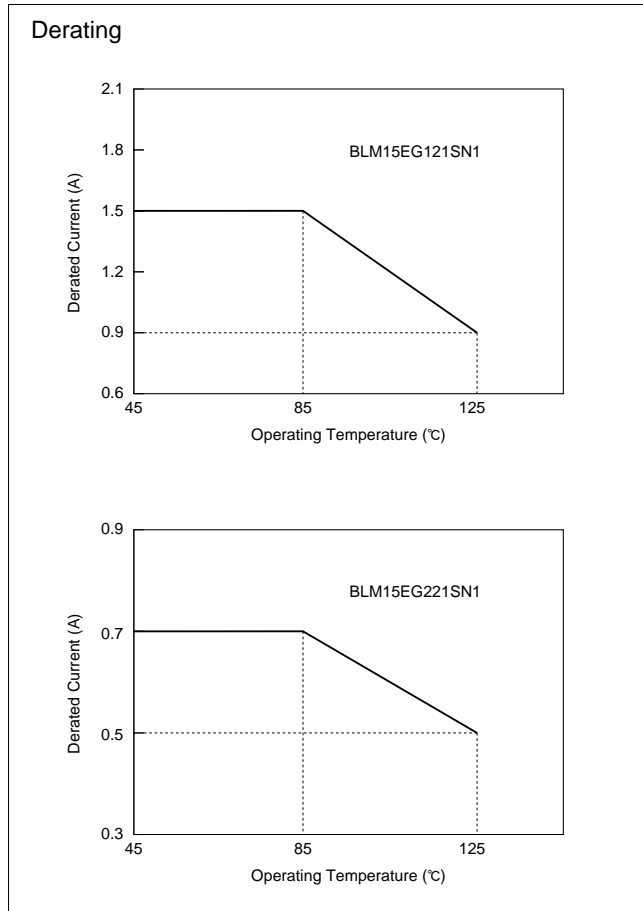 Derating
2.1
1.8
1.5
1.2
0.9
0.6
Derated Current (A)
BLM15EG121SN1
45 85 125
Operating Temperature (℃)
0.9
0.7
0.5
0.3
Derated Current (A)
BLM15EG221SN1
45 85 125
Operating Temperature (℃)